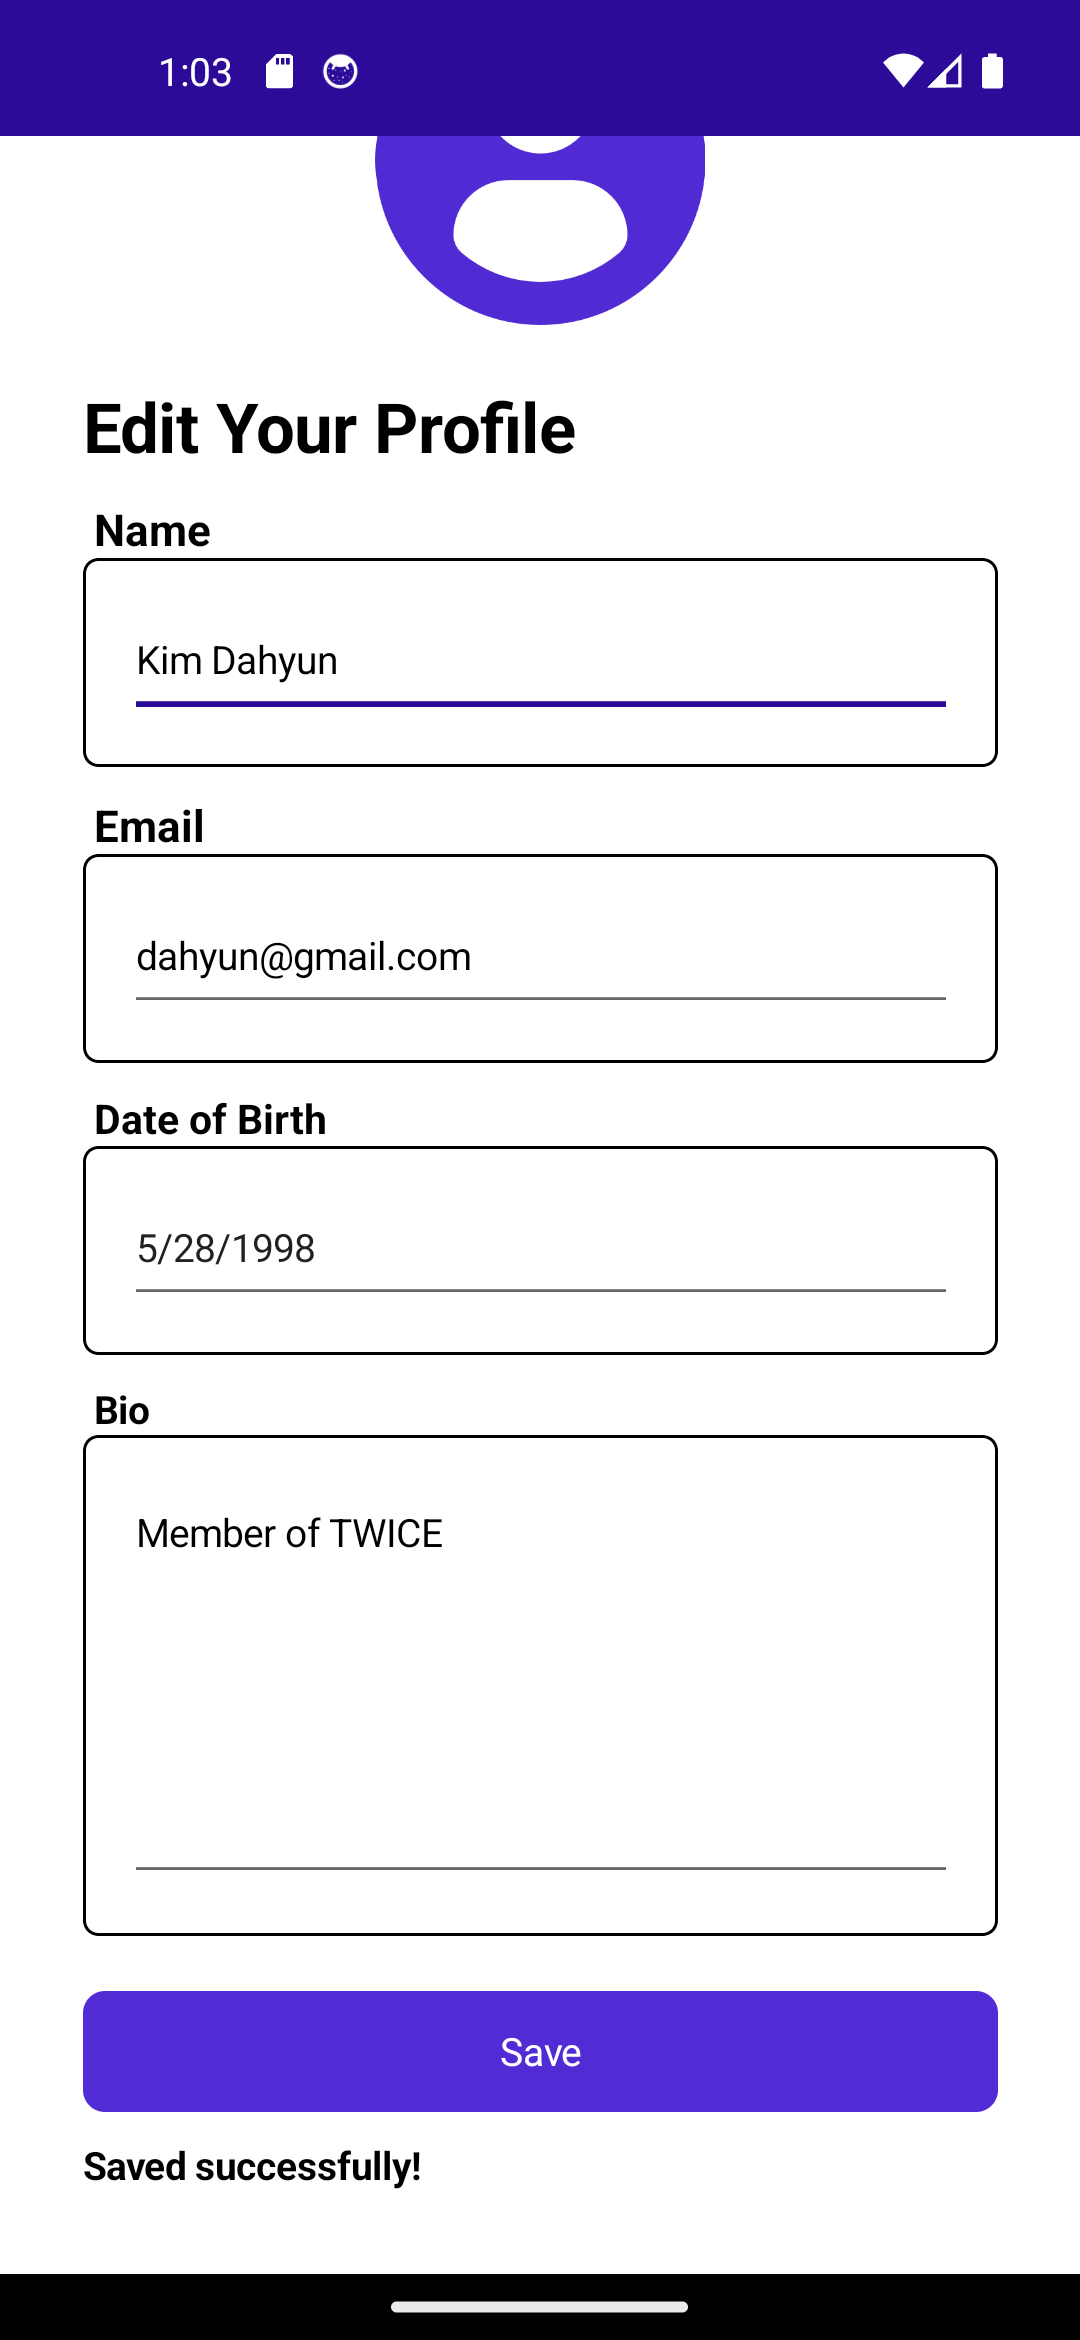 1:03
Edit Your Profile
Name
Kim Dahyun
Email
dahyun@gmail.com
Date of Birth
5/28/1998
Bio
Member of TWICE
Save
Saved successfully!